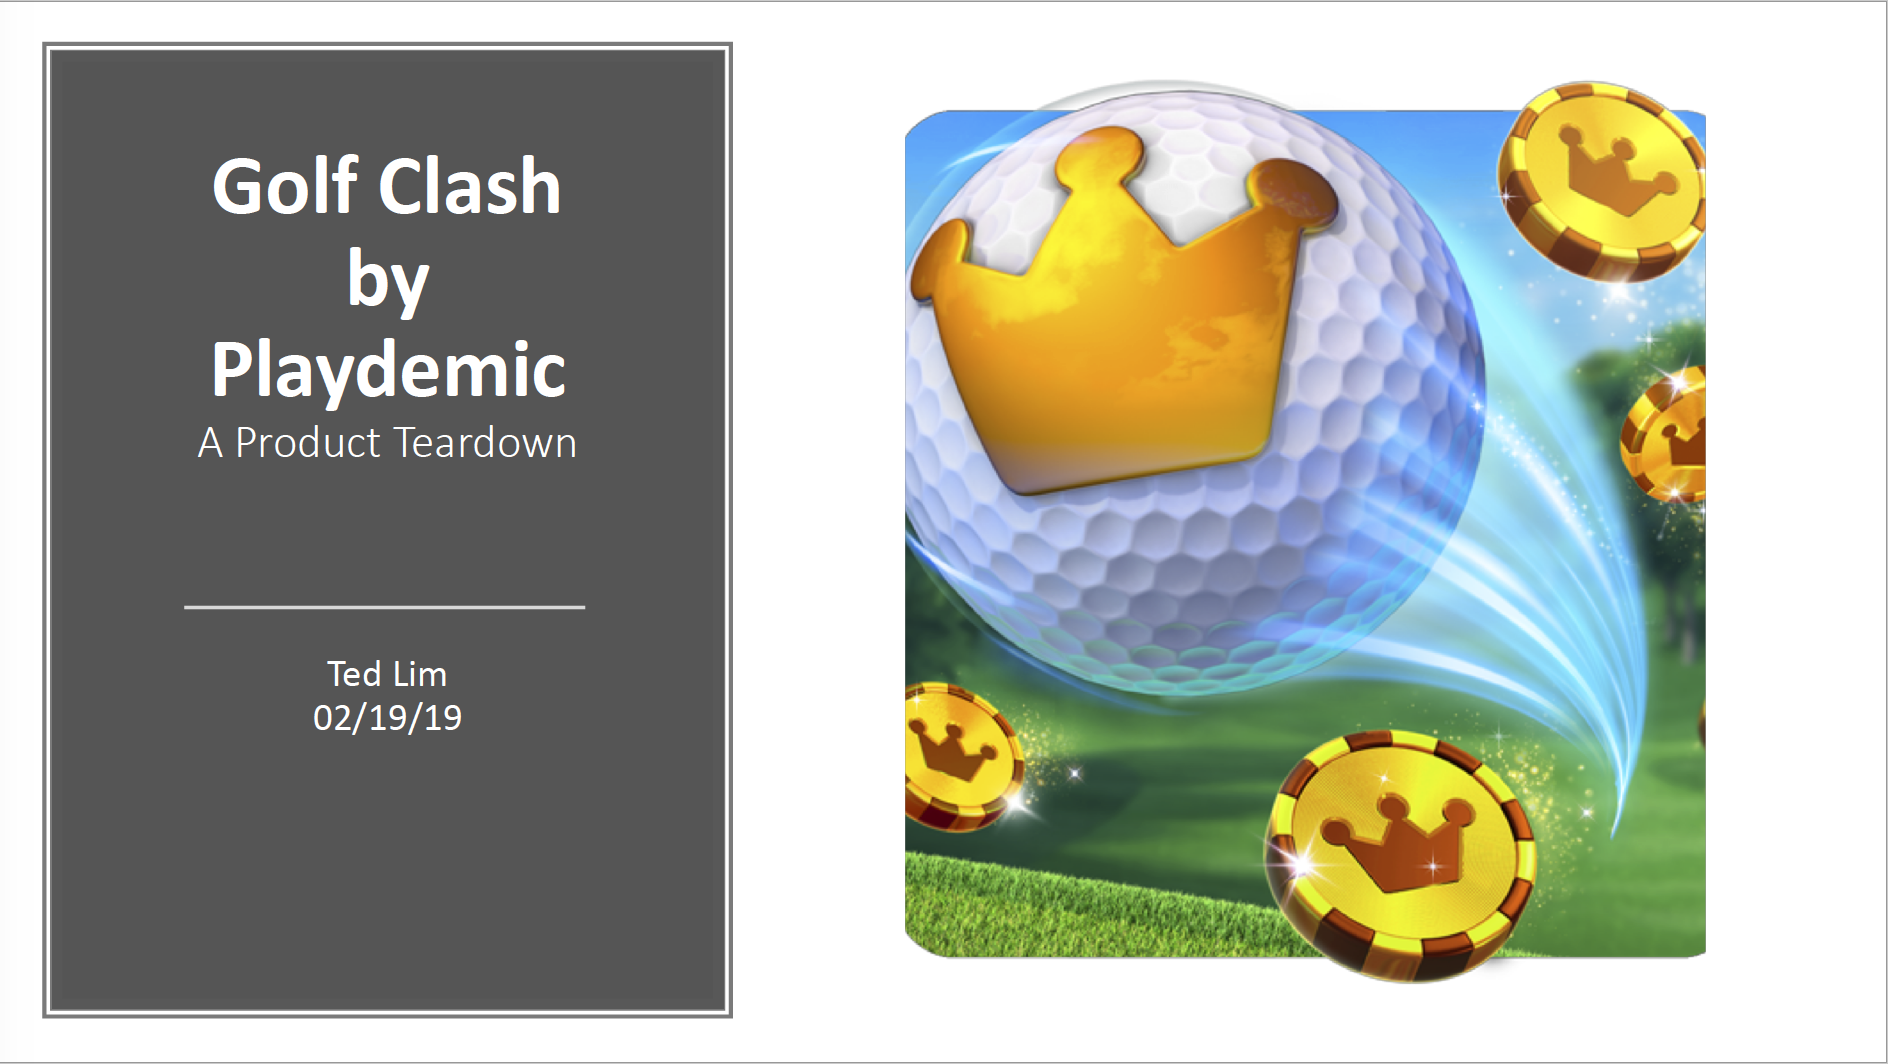 Golf Clash
by
Playdemic
A Product Teardown
Ted Lim
02/19/19